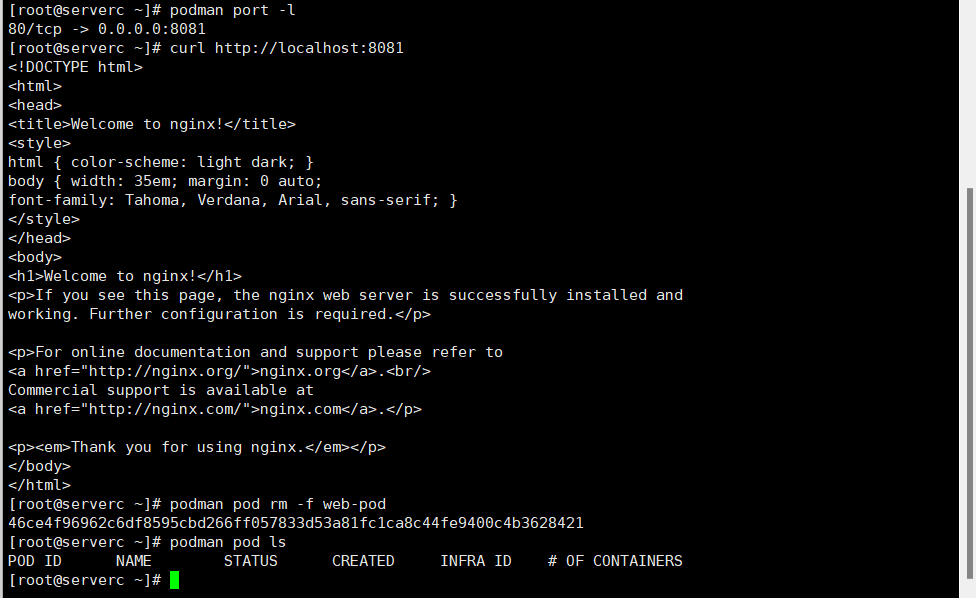 [root@serverc ~]# podman port -l
80/tcp -> 0.0.0.0:8081
[root@serverc ~]# curl http://localhost:8081
<!DOCTYPE html>
<html>
<head>
<title>Welcome to nginx!</title>
<style>
html { color-scheme: light dark; }
body { width: 35em; margin: 0 auto;
font-family: Tahoma, Verdana, Arial, sans-serif; }
</style>
</head>
<body>
<h1>Welcome to nginx!</h1>
<p>If you see this page, the nginx web server is successfully installed and
working. Further configuration is required.</p>

<p>For online documentation and support please refer to
<a href="http://nginx.org/">nginx.org</a>.<br/>
Commercial support is available at
<a href="http://nginx.com/">nginx.com</a>.</p>

<p><em>Thank you for using nginx.</em></p>
</body>
</html>
[root@serverc ~]# podman pod rm -f web-pod
46ce4f96962c6df8595cbd266ff057833d53a81fc1ca8c44fe9400c4b3628421
[root@serverc ~]# podman pod ls
POD ID      NAME        STATUS      CREATED     INFRA ID    # OF CONTAINERS
[root@serverc ~]#